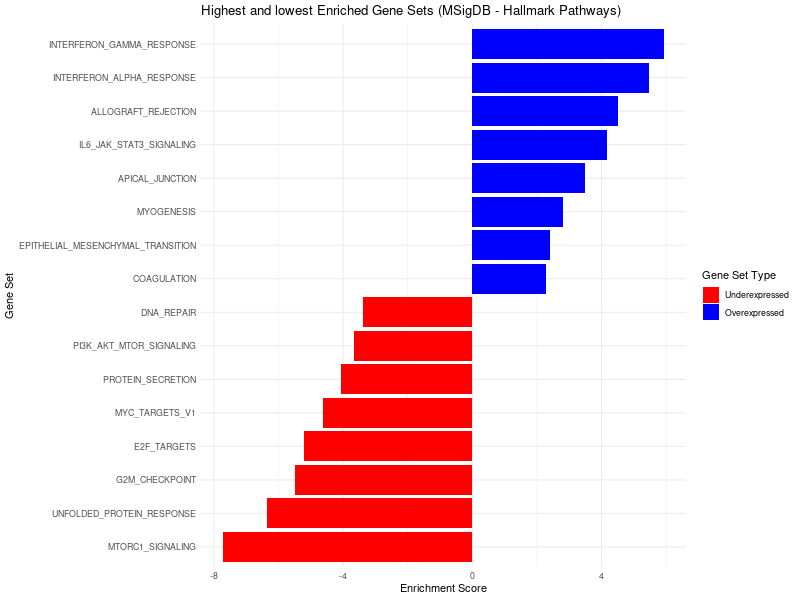 Highest and lowest Enriched Gene Sets (MSigDB - Hallmark Pathways)
INTERFERON_GAMMA_RESPONSE
INTERFERON_ALPHA_RESPONSE
ALLOGRAFT_REJECTION
IL6_JAK_STAT3_SIGNALING
APICAL_JUNCTION
MYOGENESIS
EPITHELIAL_MESENCHYMAL_TRANSITION
COAGULATION
DNA_REPAIR
PI3K_AKT_MTOR_SIGNALING
PROTEIN_SECRETION
MYC_TARGETS_V1
E2F_TARGETS
G2M_CHECKPOINT
UNFOLDED_PROTEIN_RESPONSE
MTORC1_SIGNALING
Gene Set
-8 -4 0 4
Enrichment Score
Gene Set Type
Underexpressed
Overexpressed